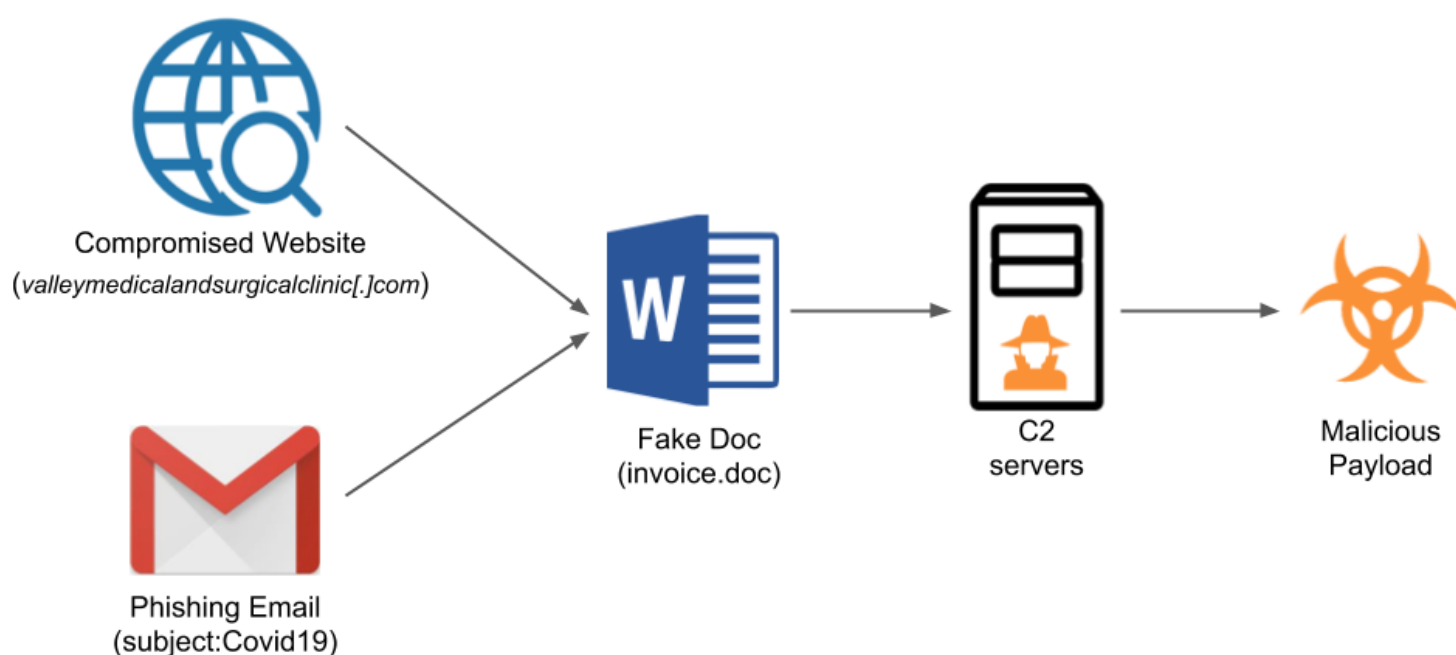 Compromised Website
(valleymedicalandsurgicalclinic[.]com)
Phishing Email
(subject:Covid19)
W
Fake Doc
(invoice.doc)
C2
servers
Malicious
Payload